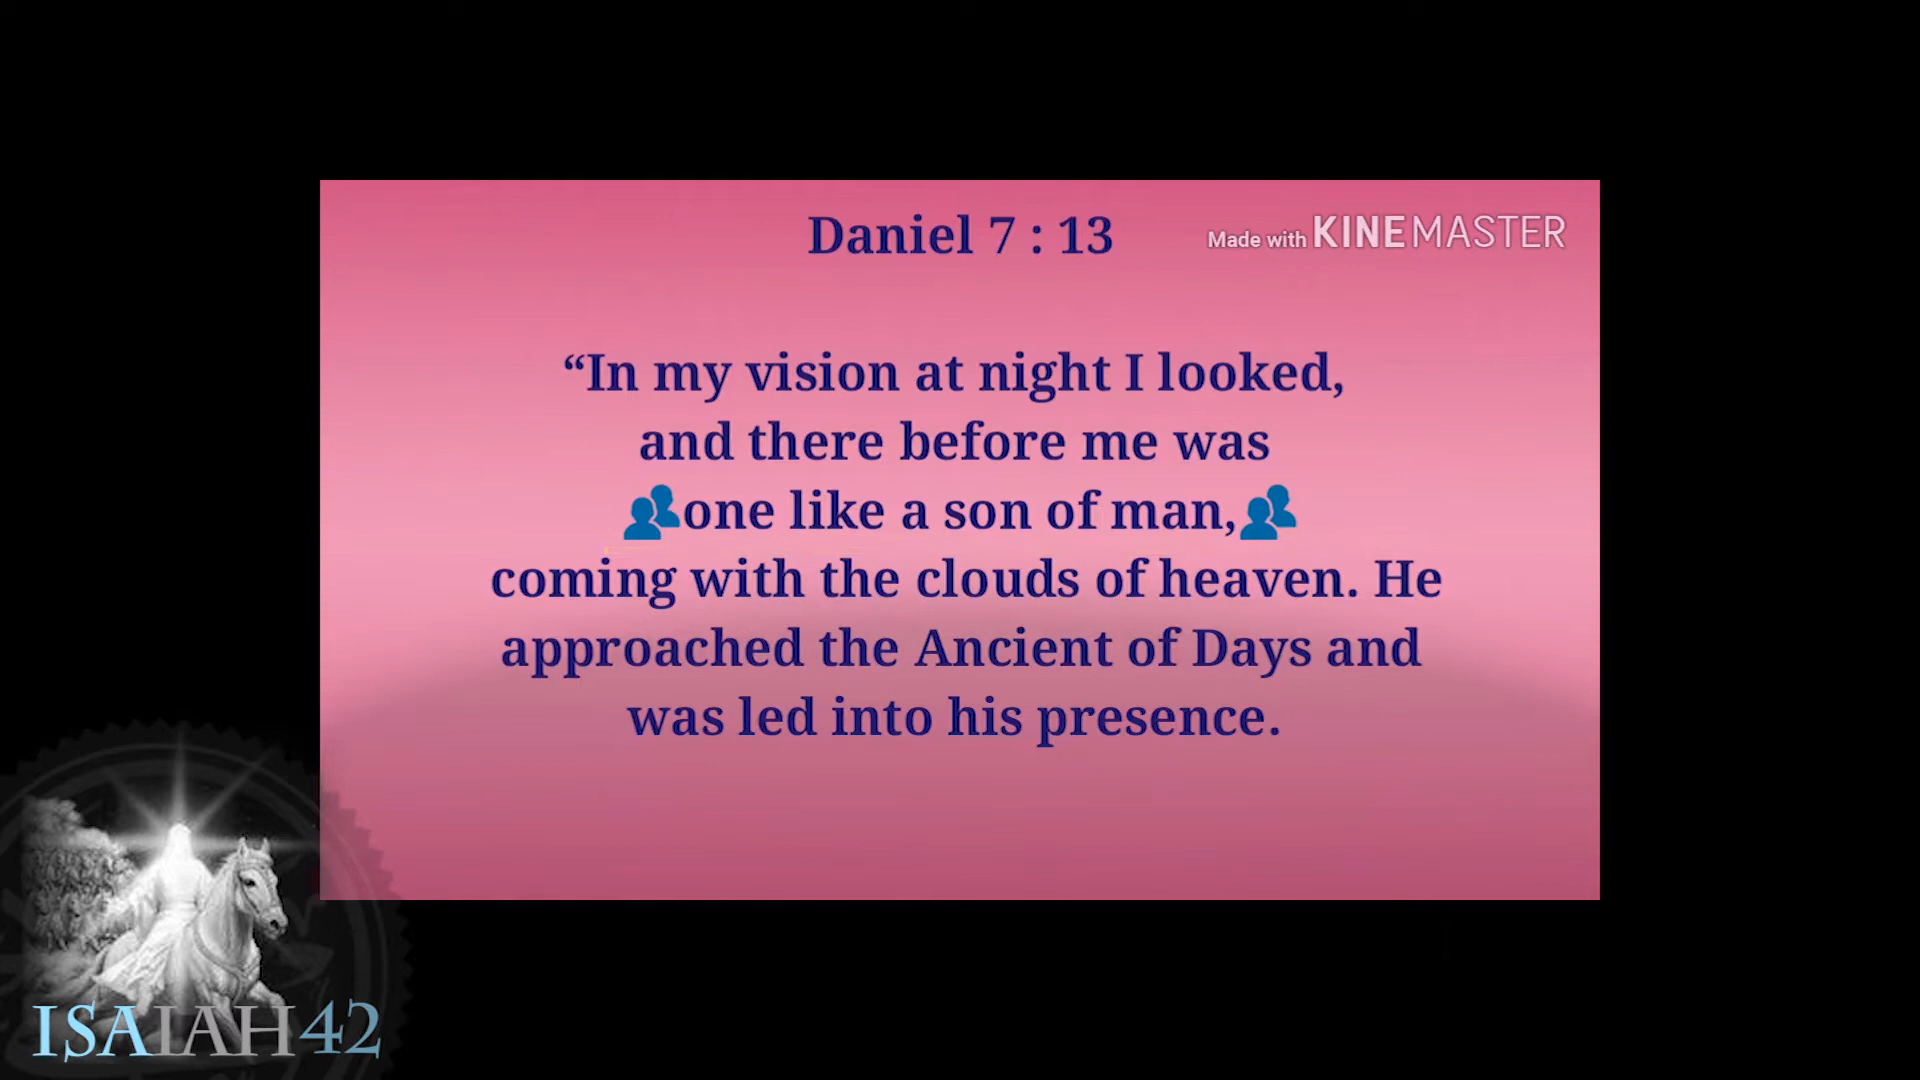 Daniel 7 : 13
Made with KINEMASTER
“In my vision at night I looked,
and there before me was
👥one like a son of man,👥
coming with the clouds of heaven. He
approached the Ancient of Days and
was led into his presence.
ISAIAH42